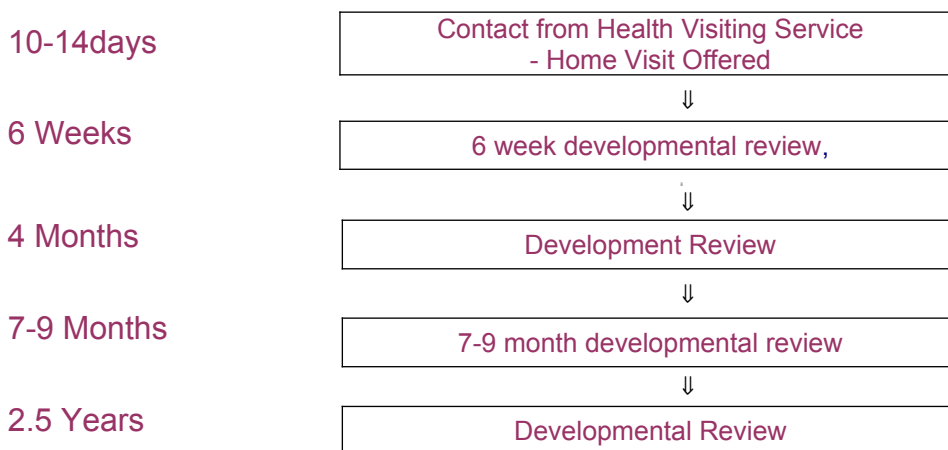 10-14days
Contact from Health Visiting Service
- Home Visit Offered
⇓
6 Weeks
6 week developmental review,
⇓
4 Months
Development Review
⇓
7-9 Months
7-9 month developmental review
⇓
2.5 Years
Developmental Review